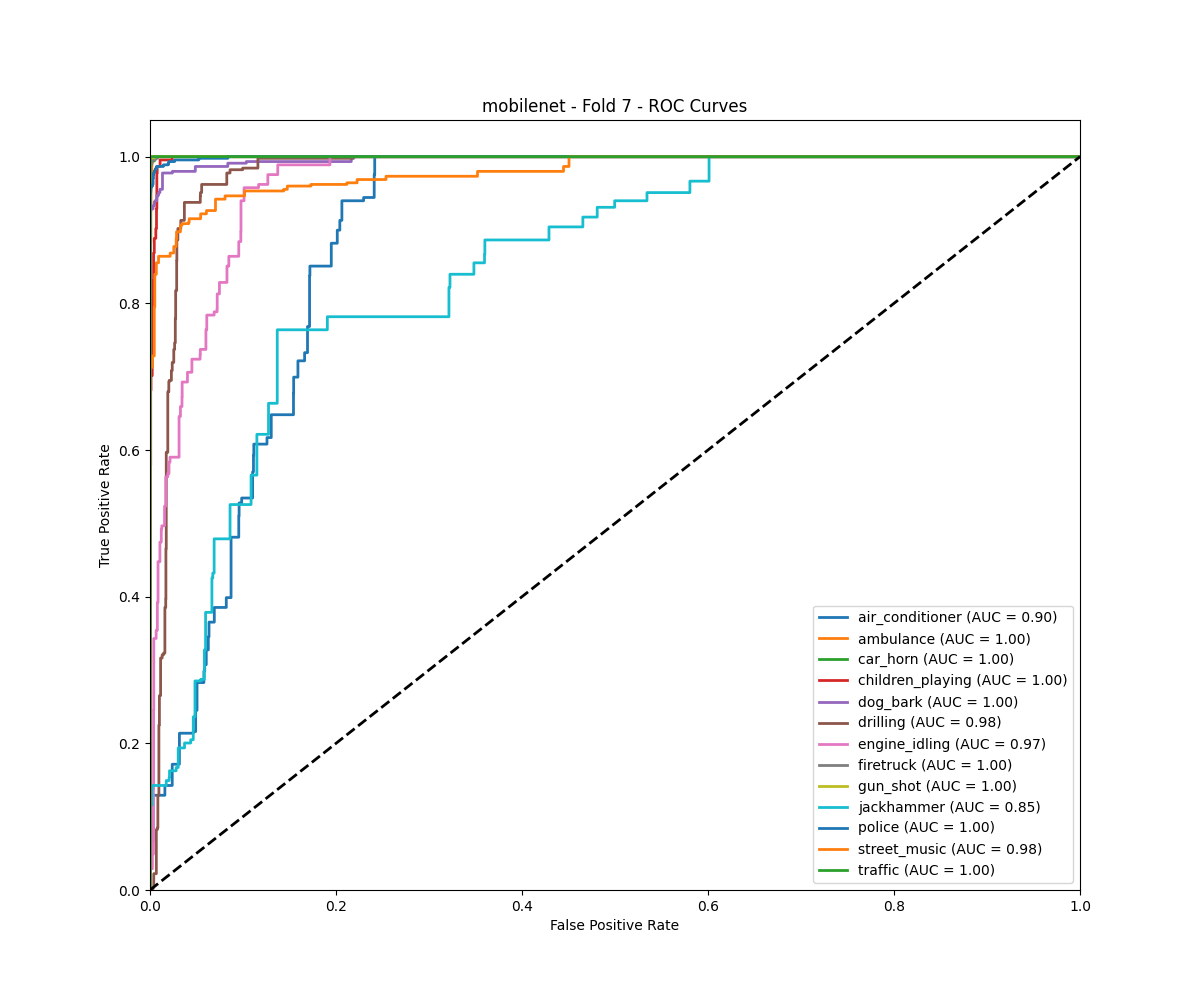 mobilenet - Fold 7 - ROC Curves
True Positive Rate
1.0
0.8
0.6
0.4
0.2
0.0
air_conditioner (AUC = 0.90)
ambulance (AUC = 1.00)
car_horn (AUC = 1.00)
children_playing (AUC = 1.00)
dog_bark (AUC = 1.00)
drilling (AUC = 0.98)
engine_idling (AUC = 0.97)
firetruck (AUC = 1.00)
gun_shot (AUC = 1.00)
jackhammer (AUC = 0.85)
police (AUC = 1.00)
street_music (AUC = 0.98)
traffic (AUC = 1.00)
0.0 0.2 0.4 0.6 0.8 1.0
False Positive Rate